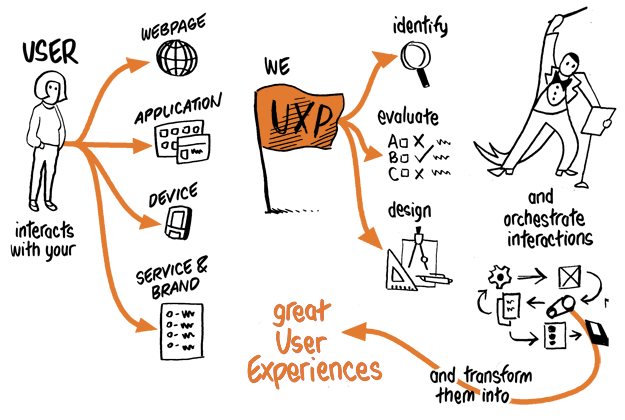 USER
interacts
with your
WEBPAGE
APPLICATION
DEVICE
SERVICE &
BRAND
WE
UXP
identify
evaluate
A
B
C
design
and
orchestrate
interactions
and transform
them into
great
User
Experiences